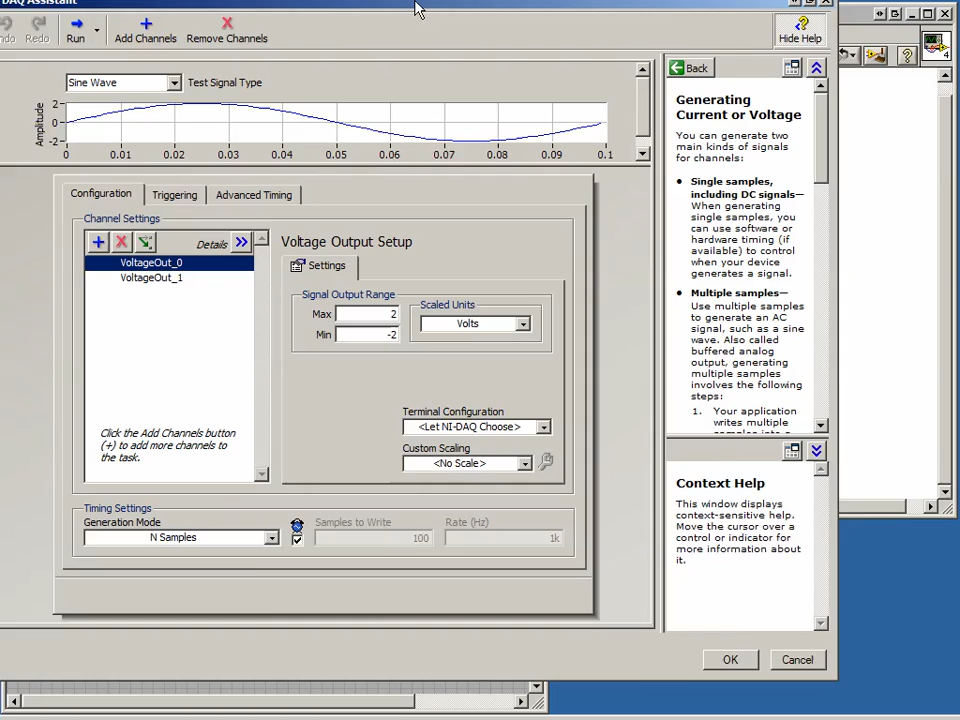 DAQ Assistant
Undo
Redo
Run
Add Channels
Remove Channels
Hide Help
Sine Wave
Test Signal Type
Amplitude
2
0
-2
0 0.01 0.02 0.03 0.04 0.05 0.06 0.07 0.08 0.09 0.1
Configuration
Triggering
Advanced Timing
Channel Settings
Details
VoltageOut_0
VoltageOut_1
Click the Add Channels button
(+) to add more channels to
the task.
Voltage Output Setup
Settings
Signal Output Range
Max 2
Min -2
Scaled Units
Volts
Terminal Configuration
<Let NI-DAQ Choose>
Custom Scaling
<No Scale>
Timing Settings
Generation Mode
N Samples
Samples to Write
100
Rate (Hz)
1k
Back
Generating
Current or Voltage
You can generate two
main kinds of signals
for channels:
• Single samples,
including DC signals—
When generating
single samples, you
can use software or
hardware timing (if
available) to control
when your device
generates a signal.
• Multiple samples—
Use multiple samples
to generate an AC
signal, such as a sine
wave. Also called
buffered analog
output, generating
multiple samples
involves the following
steps:
1. Your application
writes multiple
samples into a
Context Help
This window displays
context-sensitive help.
Move the cursor over a
control or indicator for
more information about
it.
OK
Cancel
4